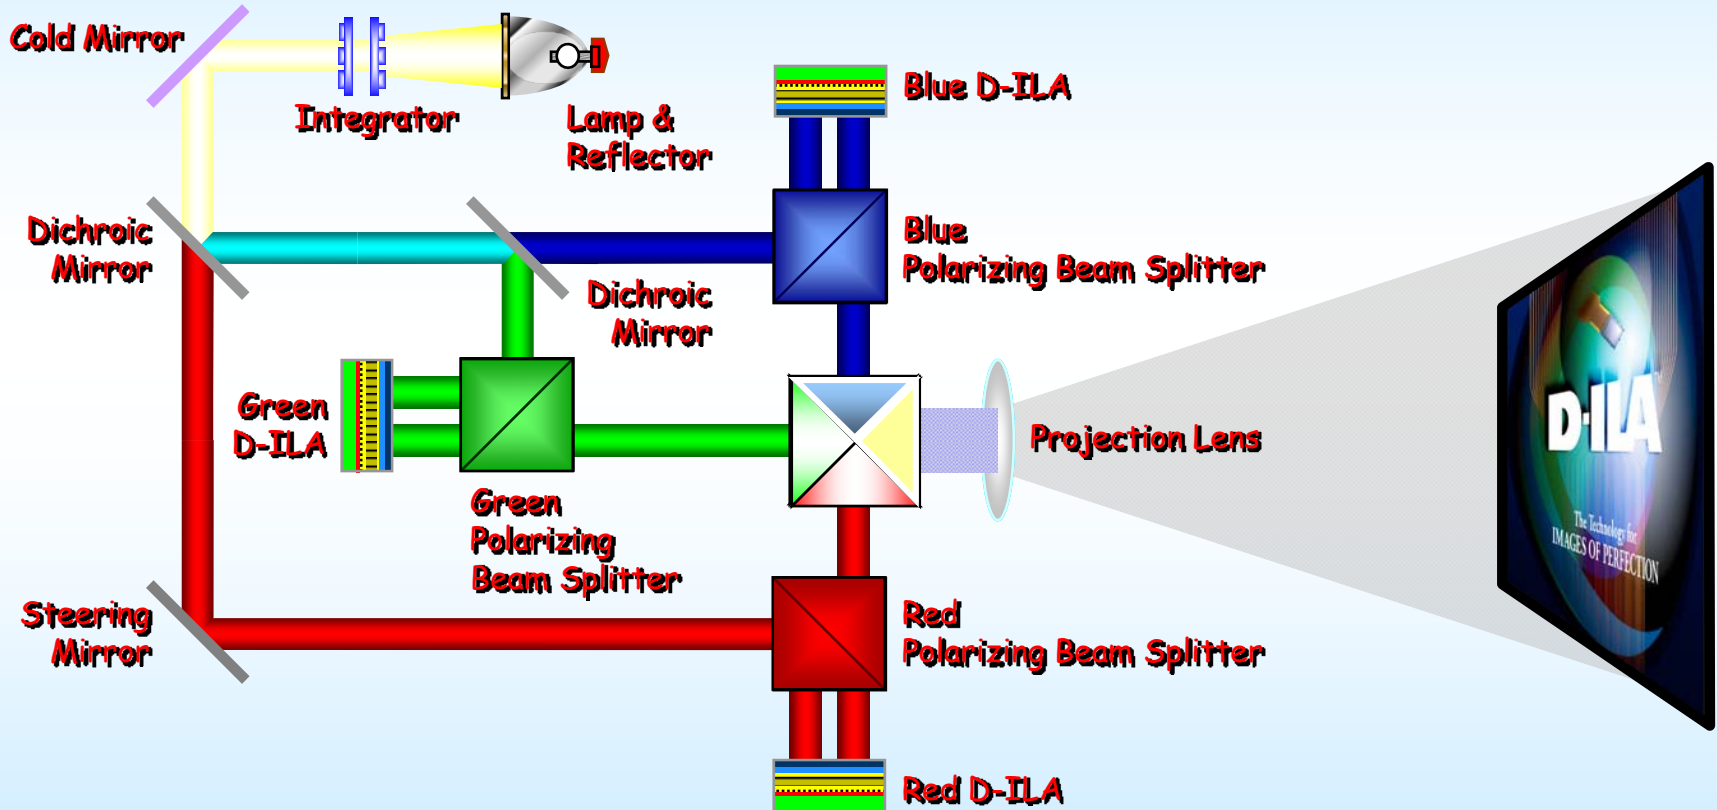 Cold Mirror
Integrator
Lamp &
Reflector
Blue D-ILA
Dichroic
Mirror
Blue
Polarizing Beam Splitter
Dichroic
Mirror
Green
D-ILA
Projection Lens
D-ILA™
The Technology for
IMAGES OF PERFECTION
Green
Polarizing
Beam Splitter
Steering
Mirror
Red
Polarizing Beam Splitter
Red D-ILA